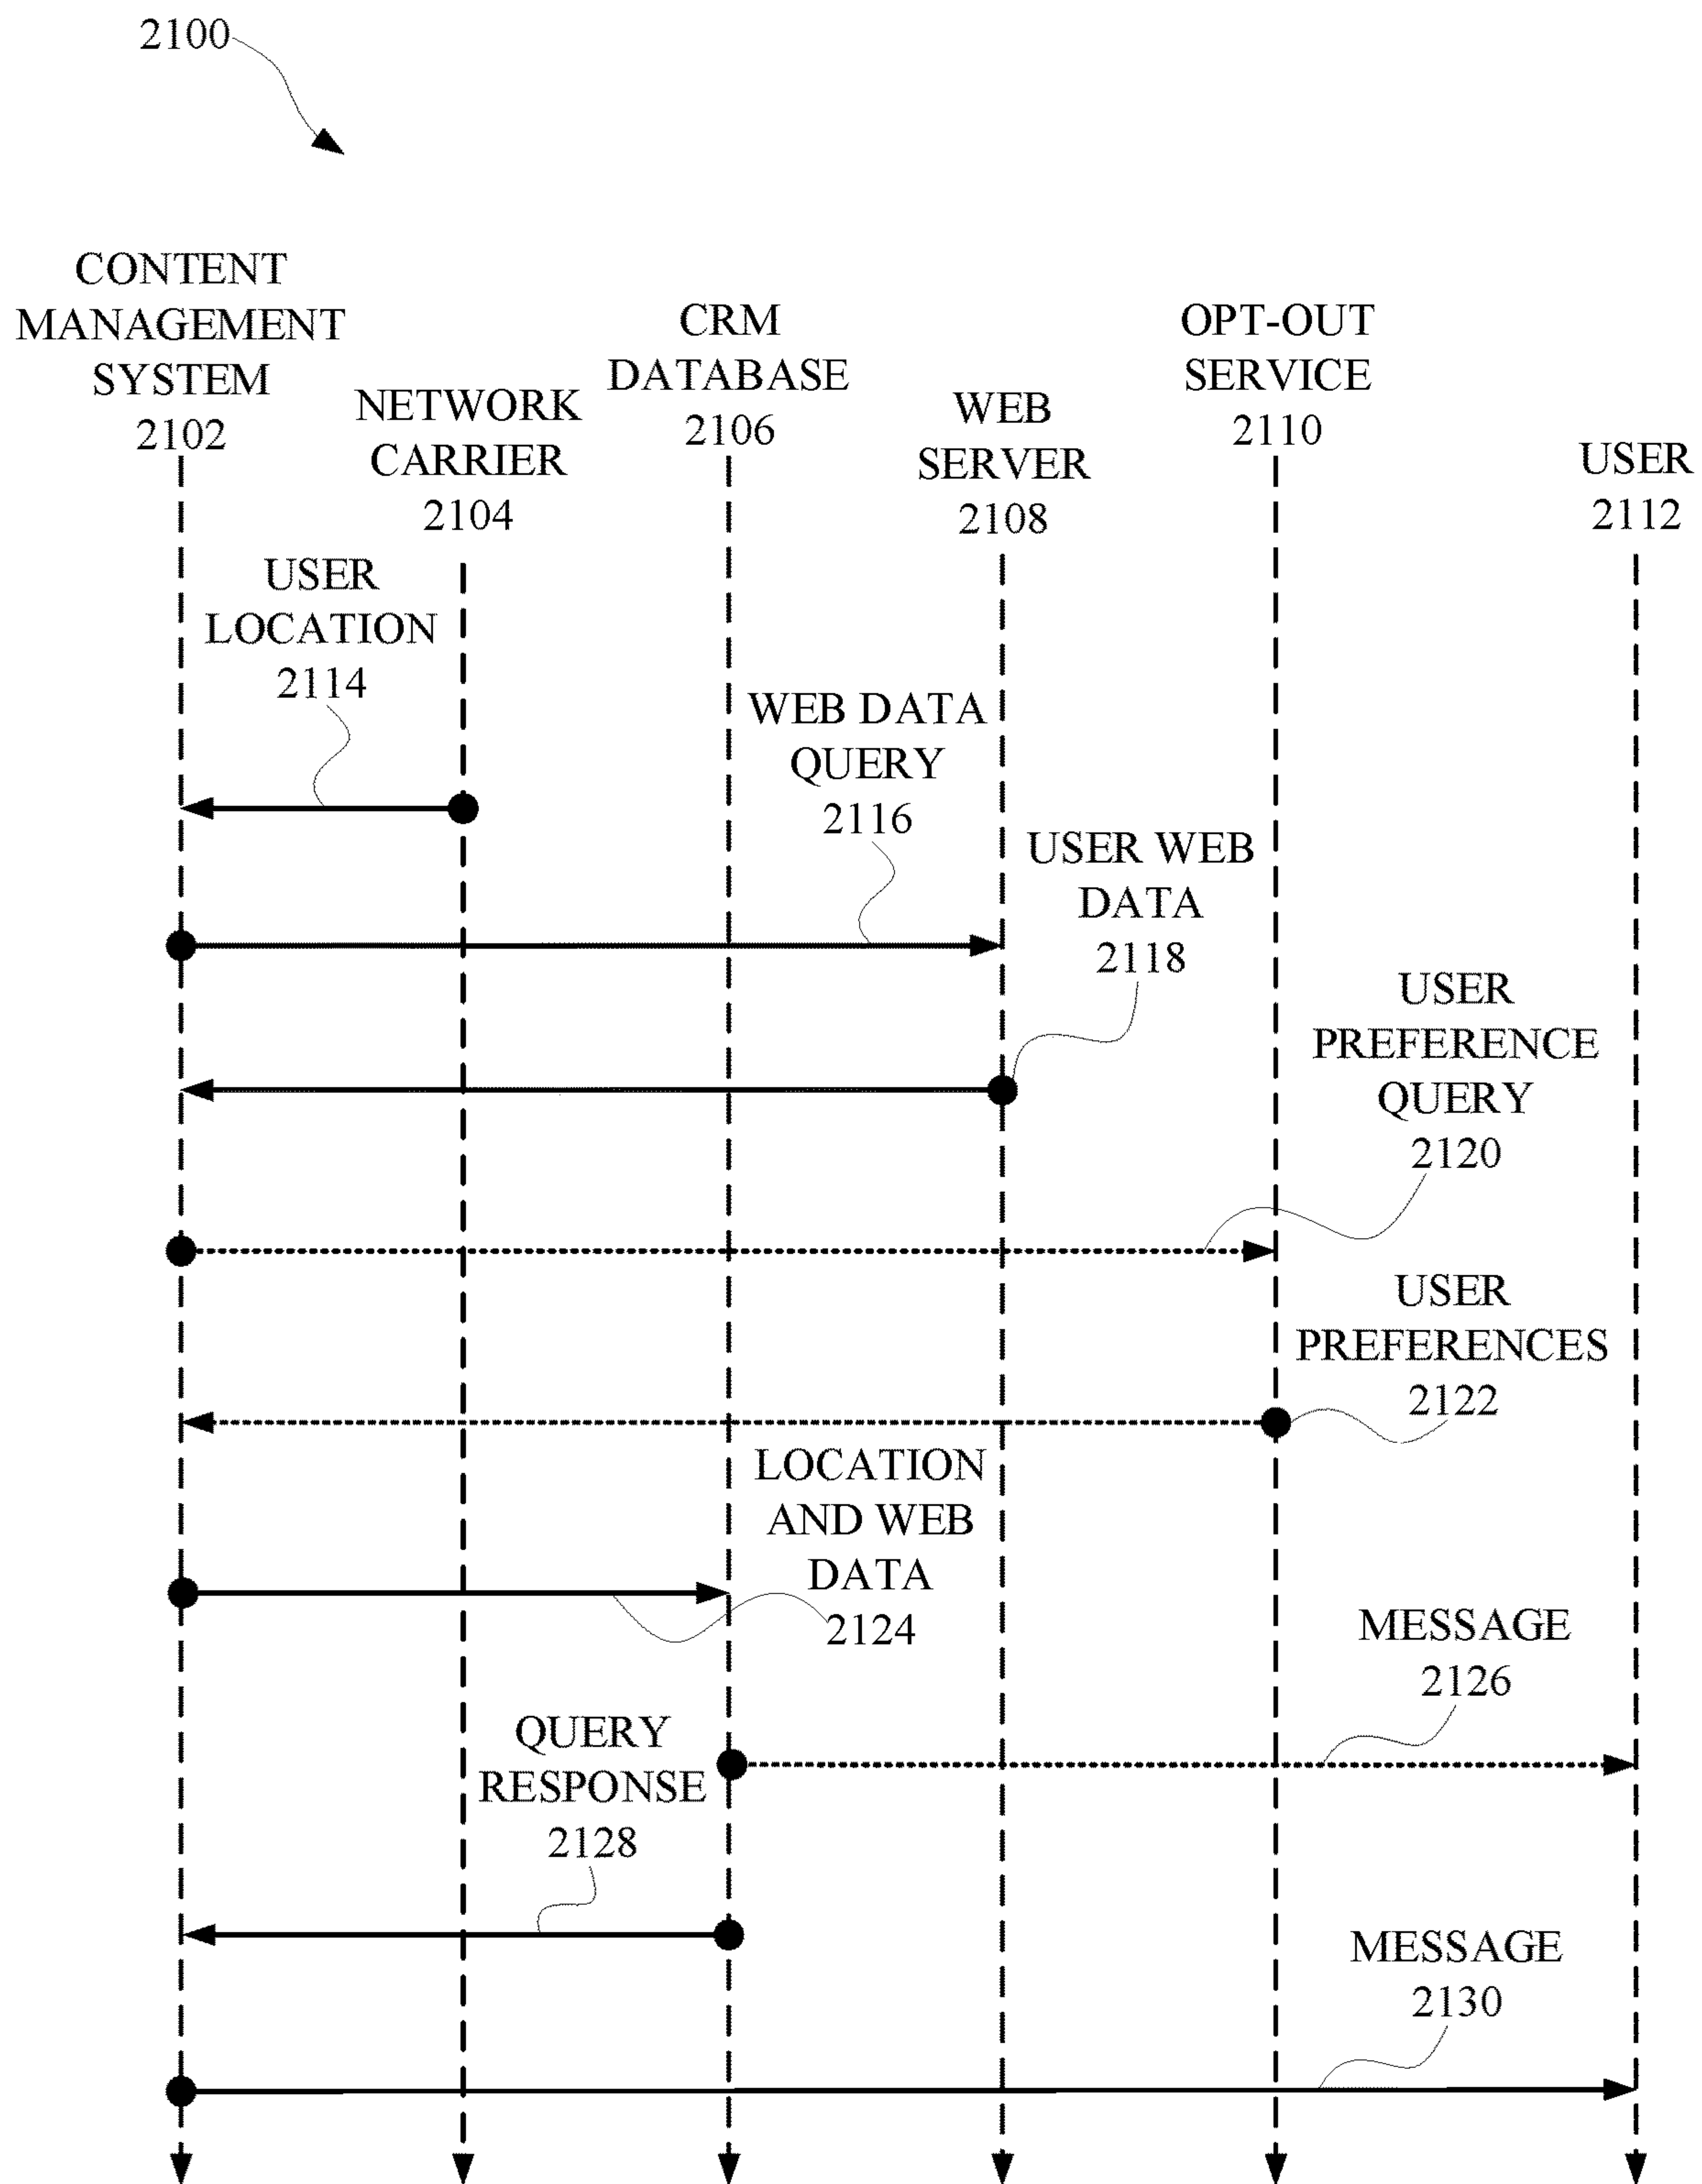 2100
CONTENT
MANAGEMENT
SYSTEM
2102
NETWORK
CARRIER
2104
CRM
DATABASE
2106
WEB
SERVER
2108
OPT-OUT
SERVICE
2110
USER
2112
USER
LOCATION
2114
WEB DATA
QUERY
2116
USER WEB
DATA
2118
USER
PREFERENCE
QUERY
2120
USER
PREFERENCES
2122
LOCATION
AND WEB
DATA
2124
MESSAGE
2126
QUERY
RESPONSE
2128
MESSAGE
2130